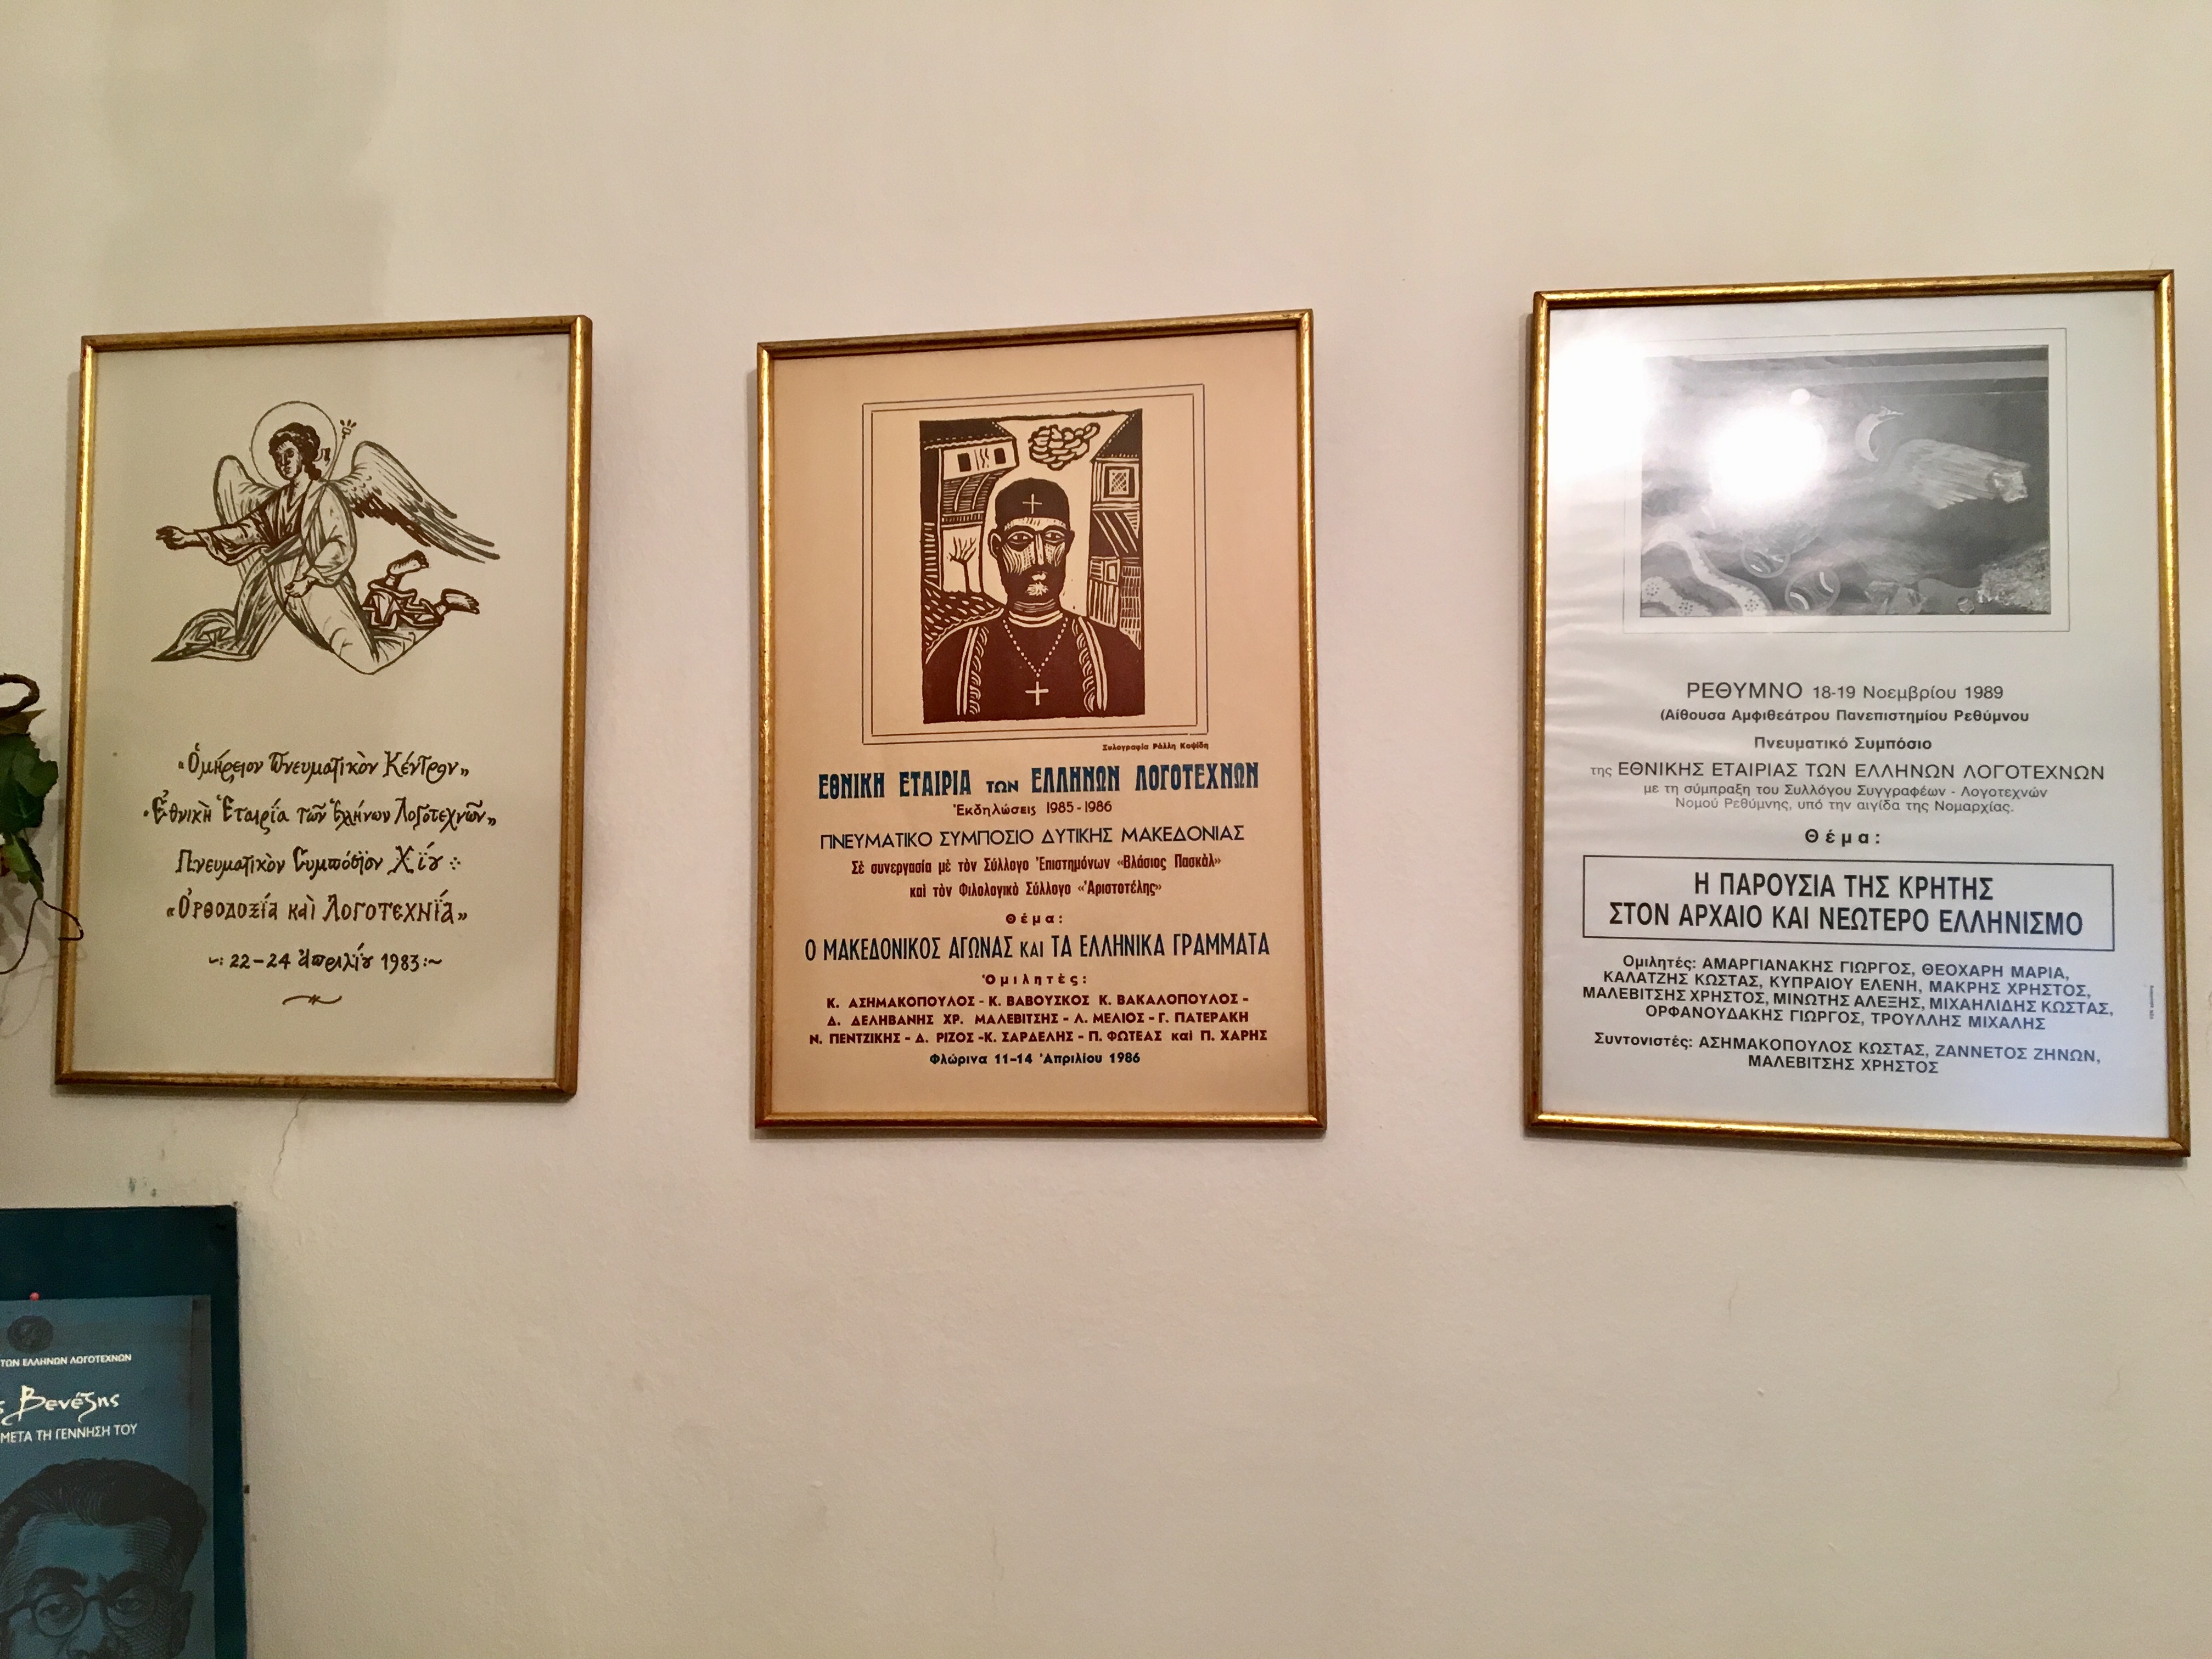 «Ὁμήρειον Πνευματικὸν Κέντρον»
«Ἐθνικὴ Ἑταιρία τῶν Ἑλλήνων Λογοτεχνῶν»
Πνευματικὸν Συμπόσιον Χίου
«Ὀρθοδοξία καὶ Λογοτεχνία»
22-24 Ἀπριλίου 1983
Ξυλογραφία Ράλλη Κοψίδη
ΕΘΝΙΚΗ ΕΤΑΙΡΙΑ ΤΩΝ ΕΛΛΗΝΩΝ ΛΟΓΟΤΕΧΝΩΝ
Ἐκδηλώσεις 1985-1986
ΠΝΕΥΜΑΤΙΚΟ ΣΥΜΠΟΣΙΟ ΔΥΤΙΚΗΣ ΜΑΚΕΔΟΝΙΑΣ
Σὲ συνεργασία μὲ τὸν Σύλλογο Ἐπιστημόνων «Βλάσιος Πασκὰλ»
καὶ τὸν Φιλολογικὸ Σύλλογο «Ἀριστοτέλης»
Θέμα:
Ο ΜΑΚΕΔΟΝΙΚΟΣ ΑΓΩΝΑΣ ΚΑΙ ΤΑ ΕΛΛΗΝΙΚΑ ΓΡΑΜΜΑΤΑ
Ὁμιλητὲς:
Κ. ΑΣΗΜΑΚΟΠΟΥΛΟΣ - Κ. ΒΑΒΟΥΣΚΟΣ Κ. ΒΑΚΑΛΟΠΟΥΛΟΣ -
Δ. ΔΕΛΗΒΑΝΗΣ ΧΡ. ΜΑΛΕΒΙΤΣΗΣ - Λ. ΜΕΛΙΟΣ - Γ. ΠΑΤΕΡΑΚΗ
Ν. ΠΕΝΤΖΙΚΗΣ - Δ. ΡΙΖΟΣ -Κ. ΣΑΡΔΕΛΗΣ - Π. ΦΩΤΕΑΣ καὶ Π. ΧΑΡΗΣ
Φλώρινα 11-14 Ἀπριλίου 1986
ΡΕΘΥΜΝΟ 18-19 Νοεμβρίου 1989
(Αίθουσα Αμφιθεάτρου Πανεπιστημίου Ρεθύμνου
Πνευματικό Συμπόσιο
της ΕΘΝΙΚΗΣ ΕΤΑΙΡΙΑΣ ΤΩΝ ΕΛΛΗΝΩΝ ΛΟΓΟΤΕΧΝΩΝ
με τη σύμπραξη του Συλλόγου Συγγραφέων - Λογοτεχνών
Νομού Ρεθύμνης, υπό την αιγίδα της Νομαρχίας.
Θέμα:
Η ΠΑΡΟΥΣΙΑ ΤΗΣ ΚΡΗΤΗΣ
ΣΤΟΝ ΑΡΧΑΙΟ ΚΑΙ ΝΕΩΤΕΡΟ ΕΛΛΗΝΙΣΜΟ
Ομιλητές: ΑΜΑΡΓΙΑΝΑΚΗΣ ΓΙΩΡΓΟΣ, ΘΕΟΧΑΡΗ ΜΑΡΙΑ,
ΚΑΛΑΤΖΗΣ ΚΩΣΤΑΣ, ΚΥΠΡΑΙΟΥ ΕΛΕΝΗ, ΜΑΚΡΗΣ ΧΡΗΣΤΟΣ,
ΜΑΛΕΒΙΤΣΗΣ ΧΡΗΣΤΟΣ, ΜΙΝΩΤΗΣ ΑΛΕΞΗΣ, ΜΙΧΑΗΛΙΔΗΣ ΚΩΣΤΑΣ,
ΟΡΦΑΝΟΥΔΑΚΗΣ ΓΙΩΡΓΟΣ, ΤΡΟΥΛΛΗΣ ΜΙΧΑΛΗΣ
Συντονιστές: ΑΣΗΜΑΚΟΠΟΥΛΟΣ ΚΩΣΤΑΣ, ΖΑΝΝΕΤΟΣ ΖΗΝΩΝ,
ΜΑΛΕΒΙΤΣΗΣ ΧΡΗΣΤΟΣ
ΤΩΝ ΕΛΛΗΝΩΝ ΛΟΓΟΤΕΧΝΩΝ
ς Βενέζης
ΜΕΤΑ ΤΗ ΓΕΝΝΗΣΗ ΤΟΥ